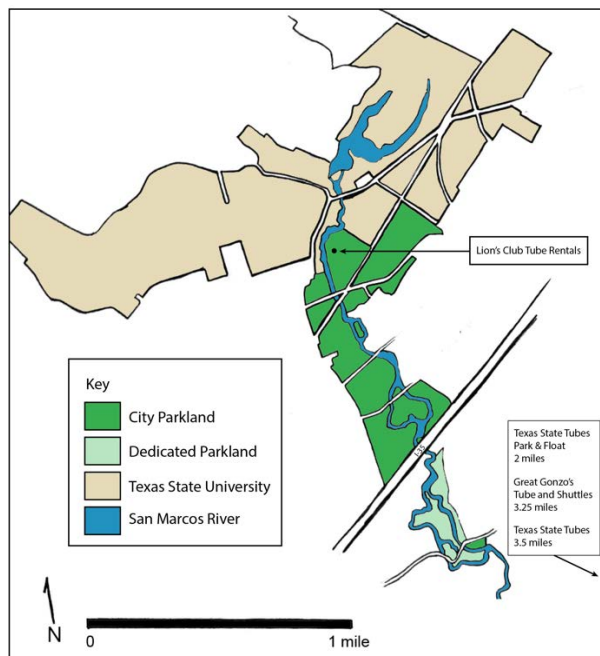 Lion's Club Tube Rentals
Key
City Parkland
Dedicated Parkland
Texas State University
San Marcos River
I-35
Texas State Tubes
Park & Float
2 miles
Great Gonzo's
Tube and Shuttles
3.25 miles
Texas State Tubes
3.5 miles
N
0
1 mile